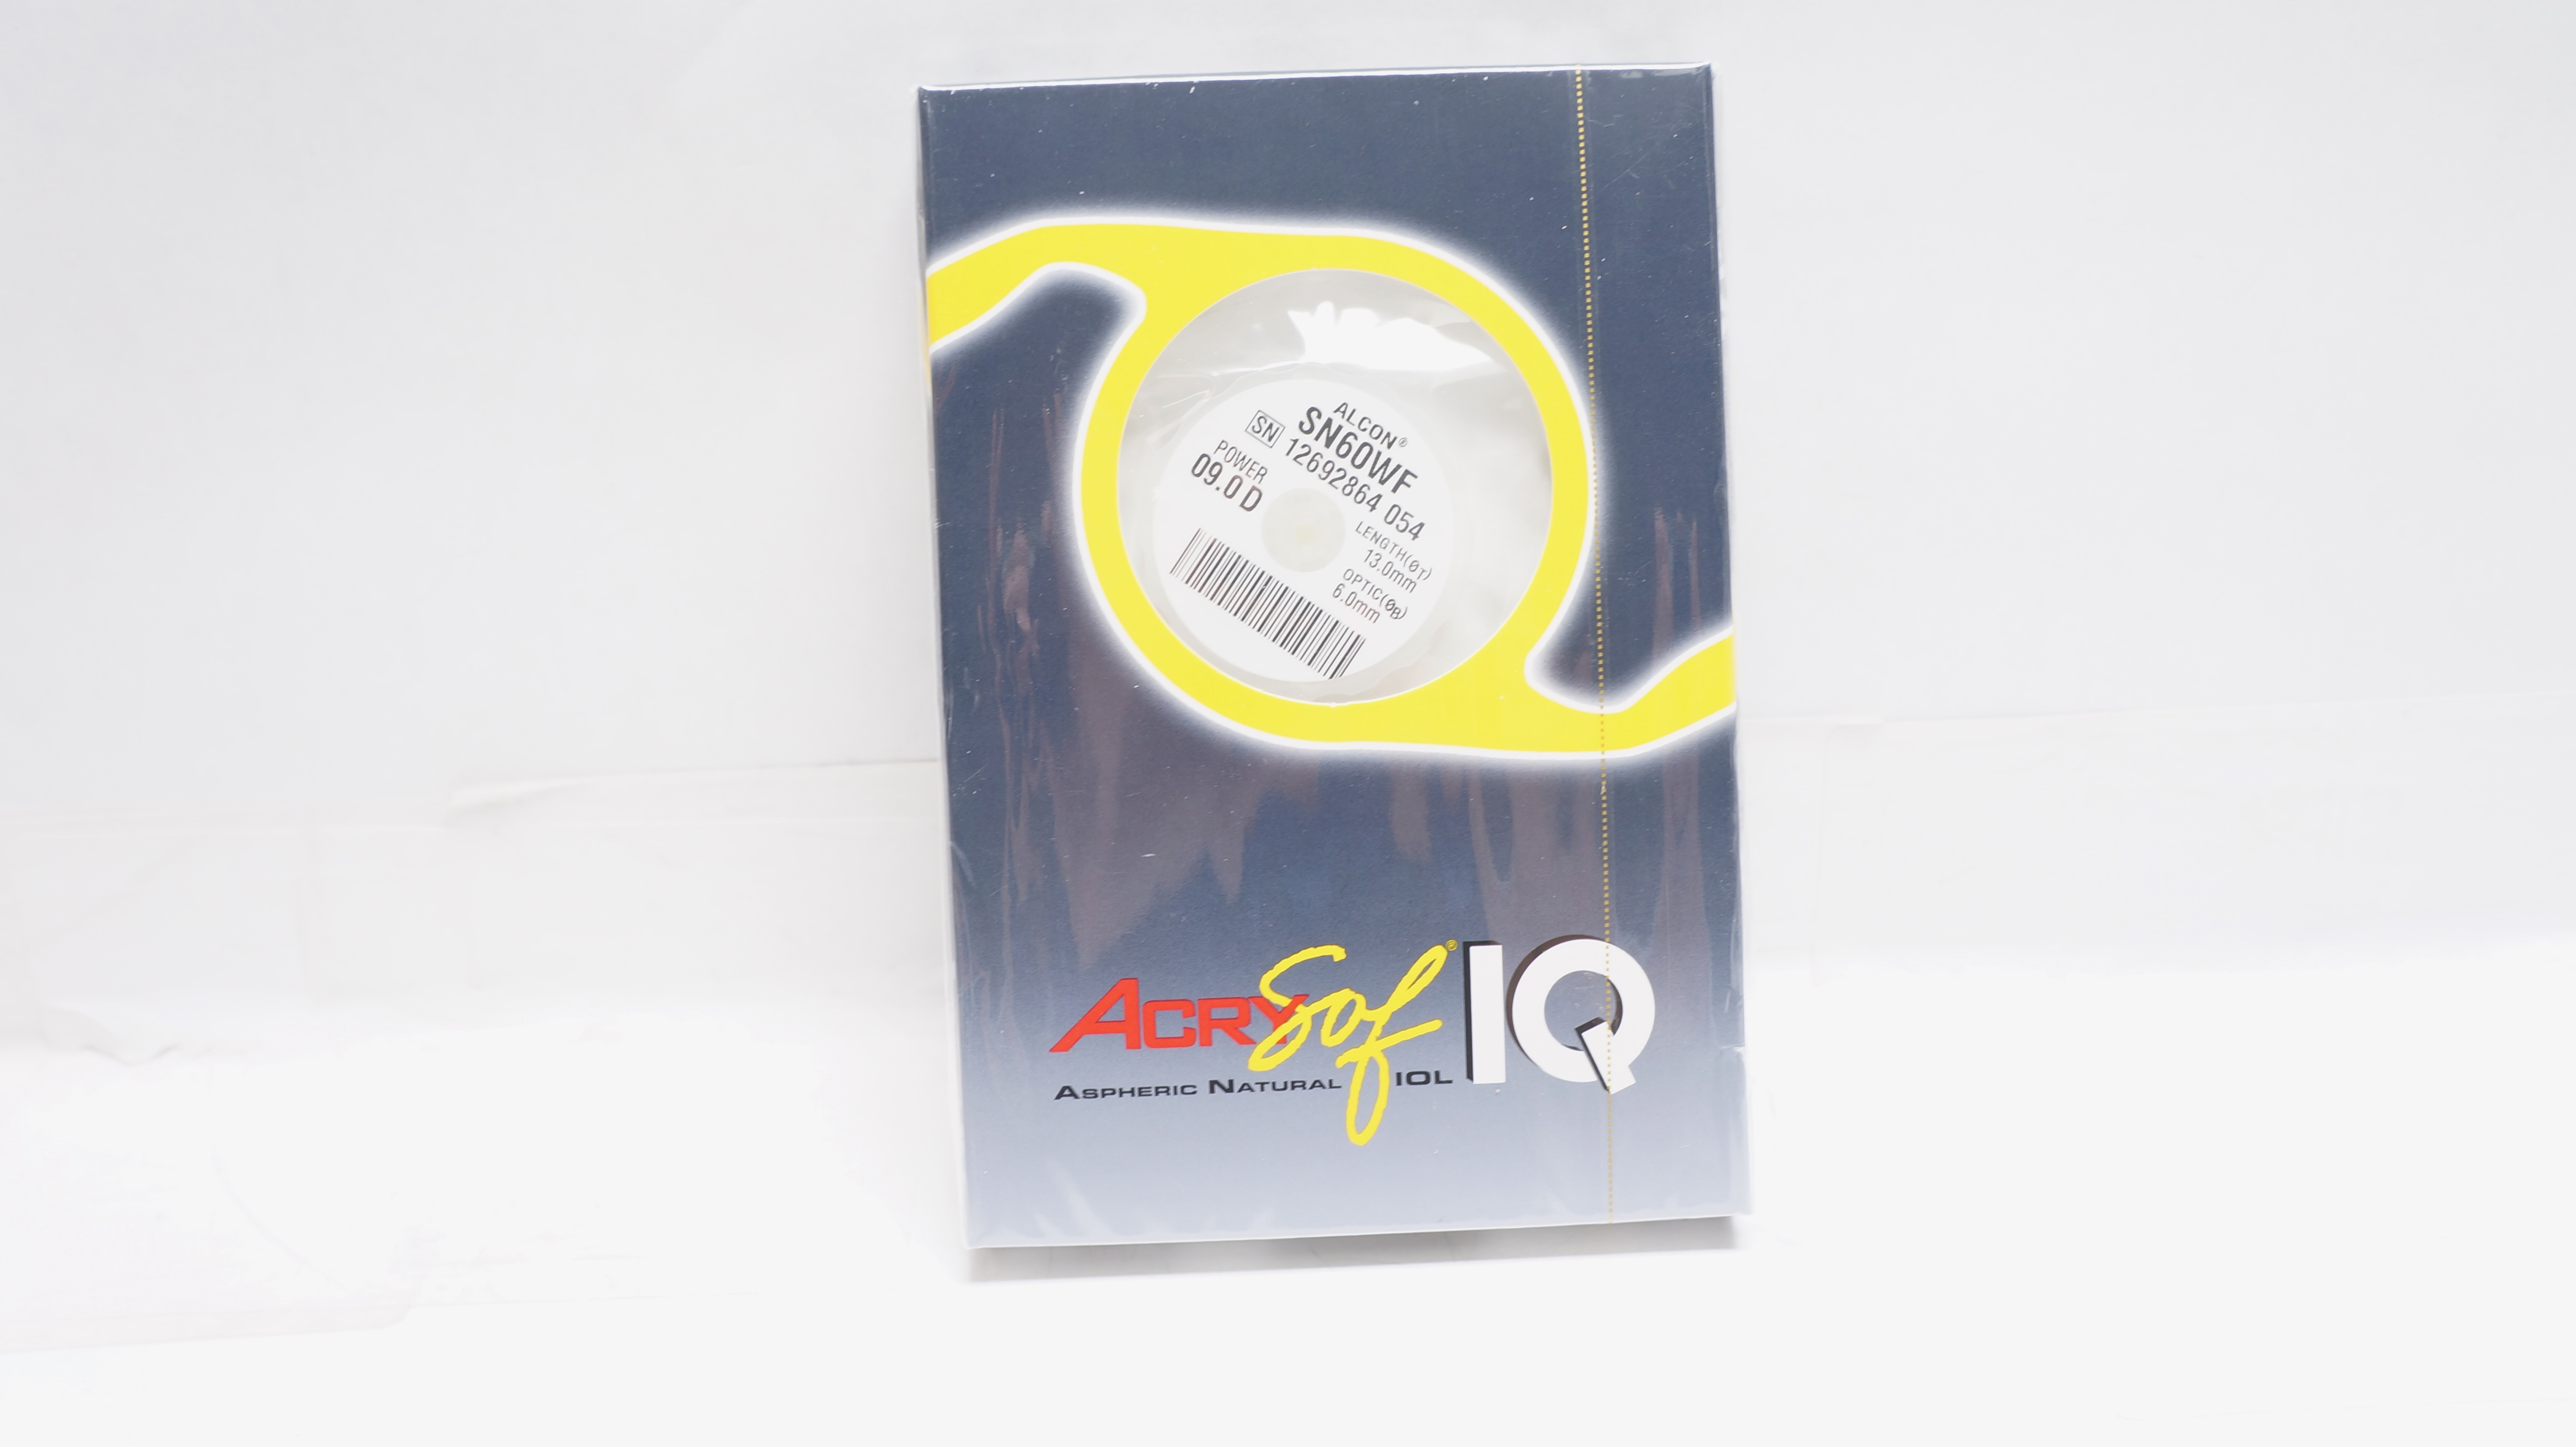 ALCON®
SN60WF
SN 12692864 054
POWER
09.0 D
LENGTH(ØT)
13.0mm
OPTIC(ØB)
6.0mm
ACRYSof® IQ
ASPHERIC NATURAL IOL